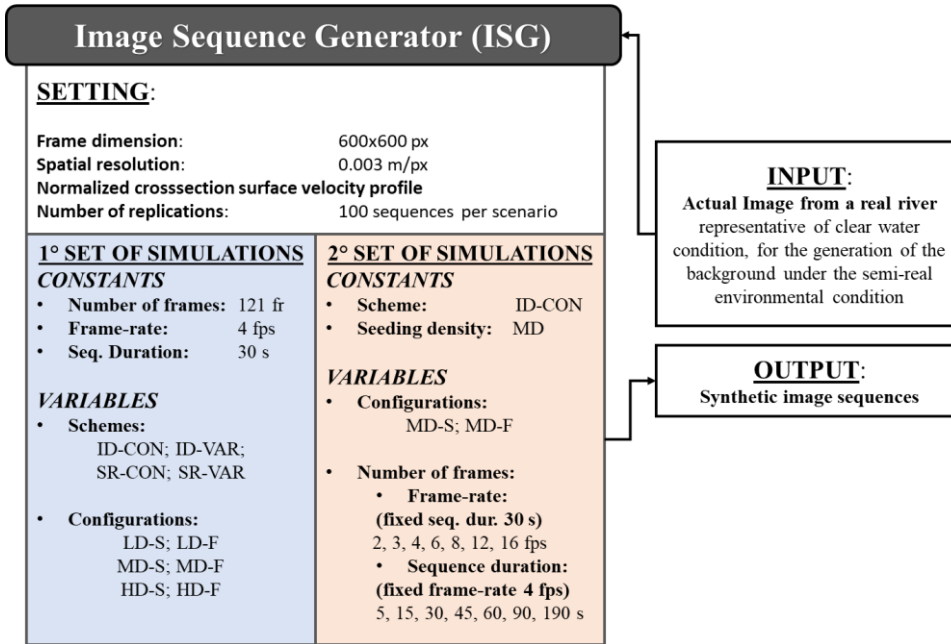 Image Sequence Generator (ISG)
SETTING:
Frame dimension: 600x600 px
Spatial resolution: 0.003 m/px
Normalized crosssection surface velocity profile
Number of replications: 100 sequences per scenario
1° SET OF SIMULATIONS
CONSTANTS
• Number of frames: 121 fr
• Frame-rate: 4 fps
• Seq. Duration: 30 s
VARIABLES
• Schemes:
ID-CON; ID-VAR;
SR-CON; SR-VAR
• Configurations:
LD-S; LD-F
MD-S; MD-F
HD-S; HD-F
2° SET OF SIMULATIONS
CONSTANTS
• Scheme: ID-CON
• Seeding density: MD
VARIABLES
• Configurations:
MD-S; MD-F
• Number of frames:
• Frame-rate:
(fixed seq. dur. 30 s)
2, 3, 4, 6, 8, 12, 16 fps
• Sequence duration:
(fixed frame-rate 4 fps)
5, 15, 30, 45, 60, 90, 190 s
INPUT:
Actual Image from a real river
representative of clear water
condition, for the generation of the
background under the semi-real
environmental condition
OUTPUT:
Synthetic image sequences